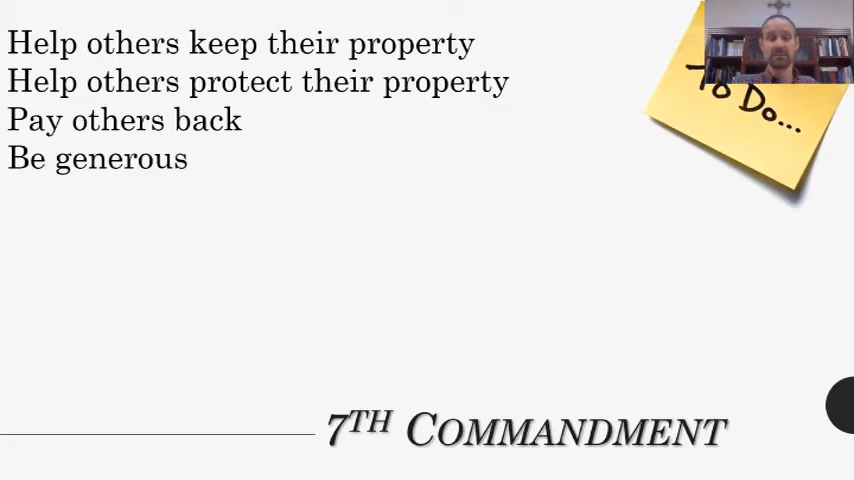 Help others keep their property
Help others protect their property
Pay others back
Be generous
To Do...
7TH COMMANDMENT